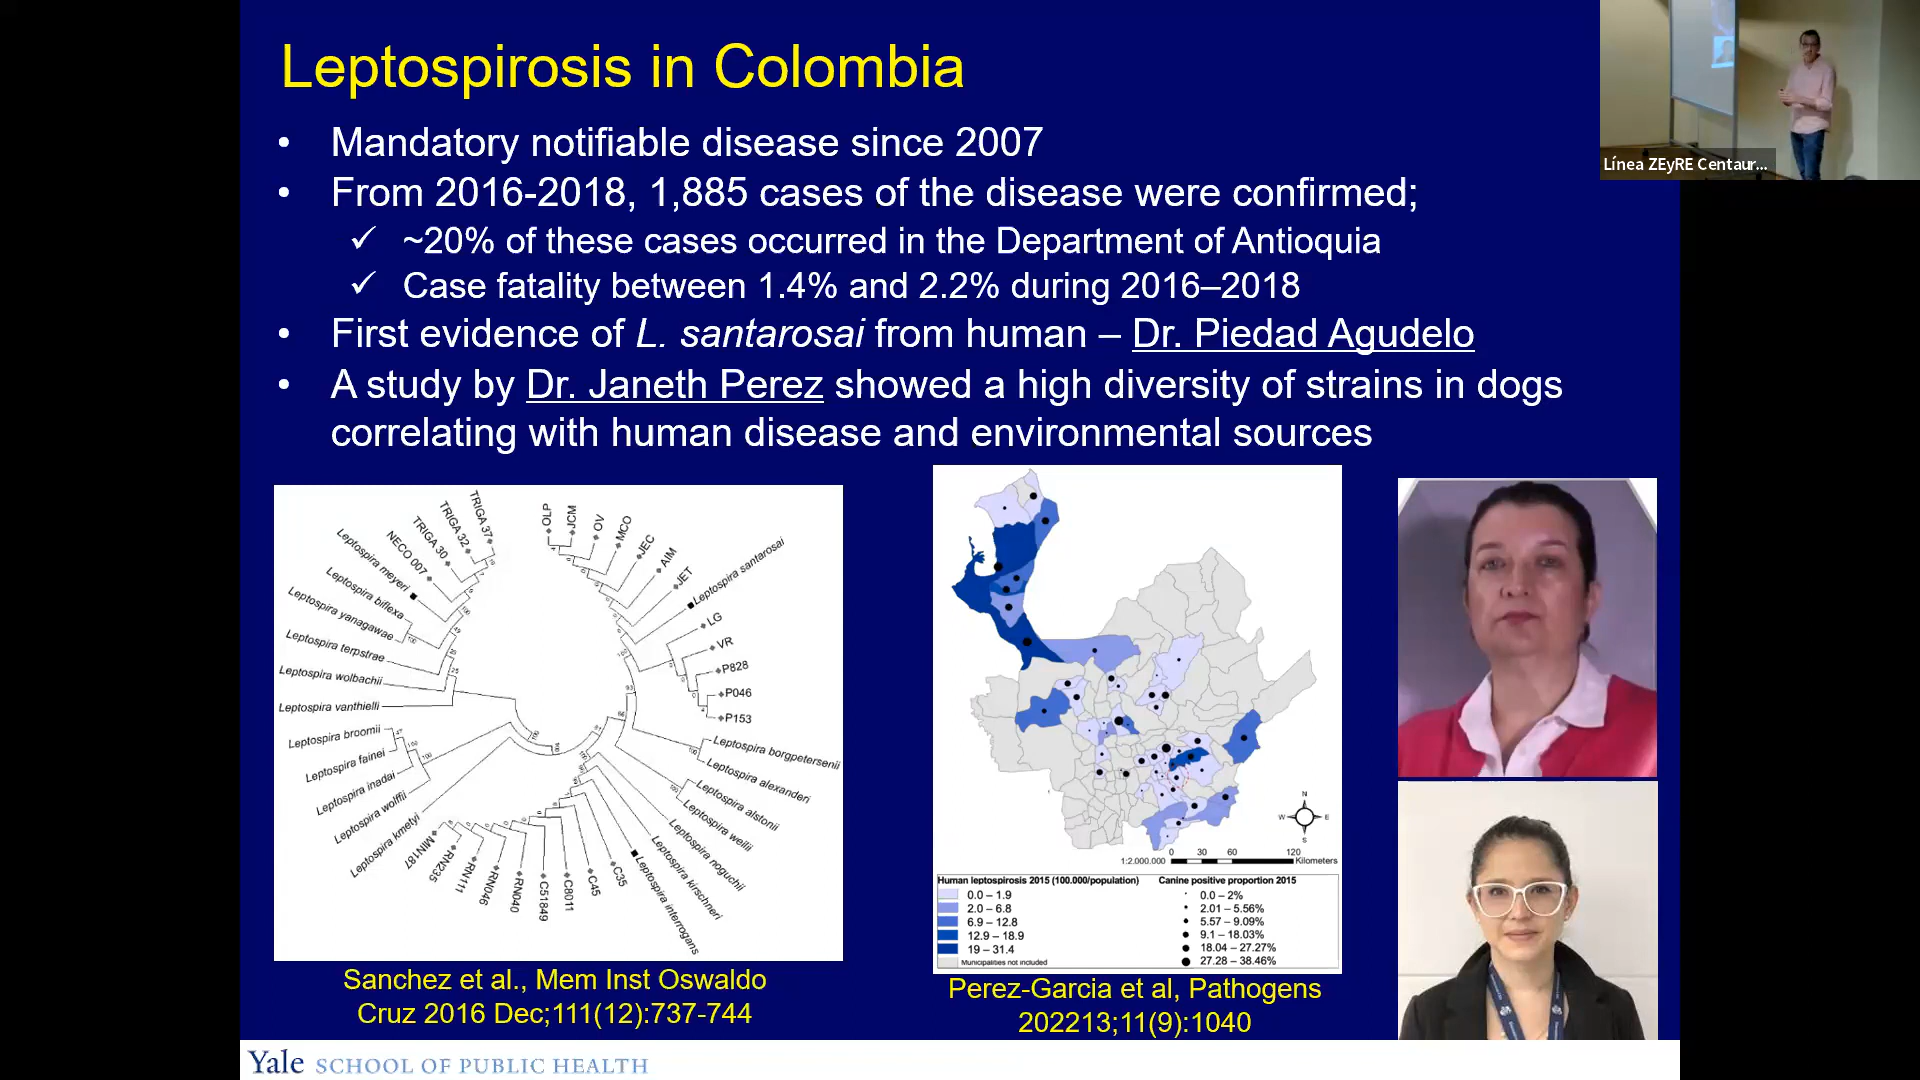 Leptospirosis in Colombia
Línea ZEyRE Centaur...
• Mandatory notifiable disease since 2007
• From 2016-2018, 1,885 cases of the disease were confirmed;
✓ ~20% of these cases occurred in the Department of Antioquia
✓ Case fatality between 1.4% and 2.2% during 2016–2018
• First evidence of L. santarosai from human – Dr. Piedad Agudelo
• A study by Dr. Janeth Perez showed a high diversity of strains in dogs
correlating with human disease and environmental sources
TRIGA 37
TRIGA 32
TRIGA 30
NECO 007
Leptospira meyeri
Leptospira biflexa
Leptospira yanagawae
Leptospira terpstrae
Leptospira wolbachii
Leptospira vanthielli
Leptospira broomii
Leptospira fainei
Leptospira inadai
Leptospira wolffii
Leptospira kmetyi
MIN187
RN235
RN111
RN046
RN040
C51849
C8011
C45
C35
Leptospira interrogans
Leptospira kirschneri
Leptospira noguchii
Leptospira weilii
Leptospira alstonii
Leptospira alexanderi
Leptospira borgpetersenii
P153
P046
P828
VR
LG
Leptospira santarosai
JET
AIM
JEC
MCO
OV
JCM
OLP
N
W E
S
1:2.000.000 0 30 60 120
Kilometers
Human leptospirosis 2015 (100.000/population)
0.0 – 1.9
2.0 – 6.8
6.9 – 12.8
12.9 – 18.9
19 – 31.4
Municipalities not included
Canine positive proportion 2015
0.0 – 2%
2.01 – 5.56%
5.57 – 9.09%
9.1 – 18.03%
18.04 – 27.27%
27.28 – 38.46%
Sanchez et al., Mem Inst Oswaldo
Cruz 2016 Dec;111(12):737-744
Perez-Garcia et al, Pathogens
202213;11(9):1040
Yale SCHOOL OF PUBLIC HEALTH